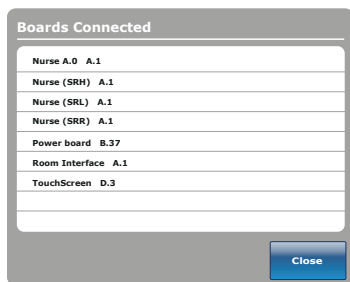 Boards Connected
Nurse A.0 A.1
Nurse (SRH) A.1
Nurse (SRL) A.1
Nurse (SRR) A.1
Power board B.37
Room Interface A.1
TouchScreen D.3
Close